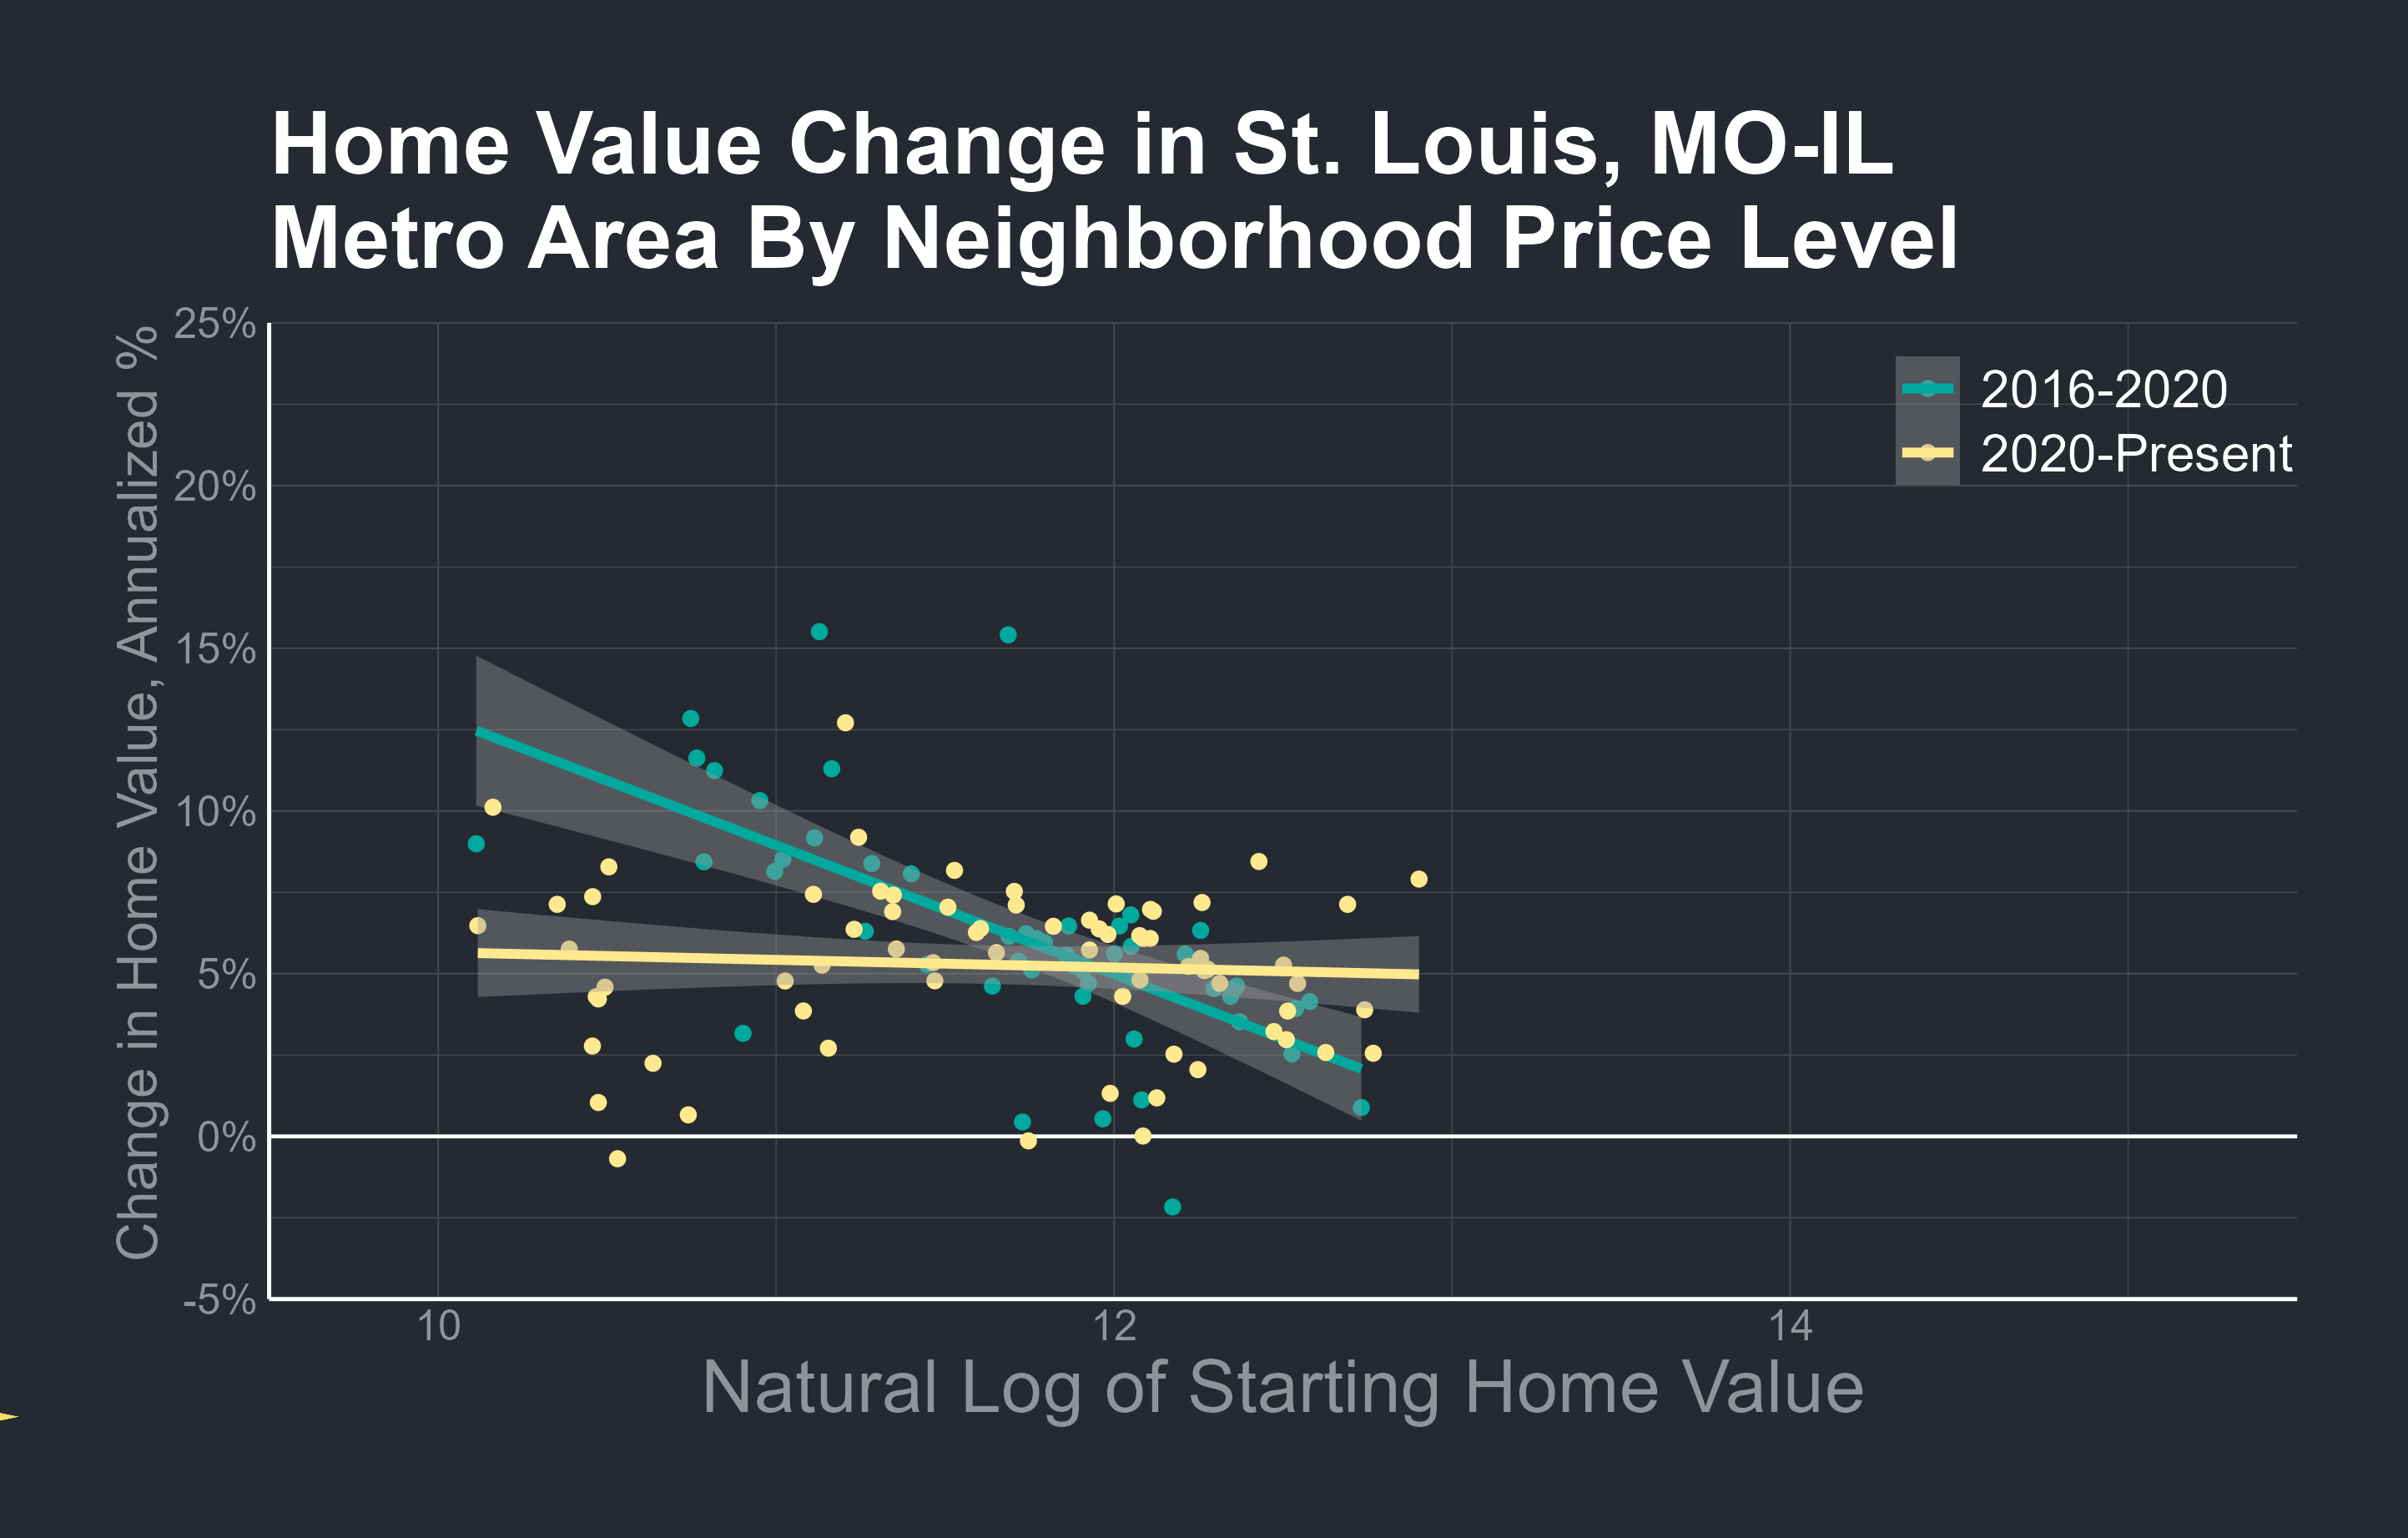 Home Value Change in St. Louis, MO-IL
Metro Area By Neighborhood Price Level
Change in Home Value, Annualized %
25%
20%
15%
10%
5%
0%
-5%
2016-2020
2020-Present
10
12
14
Natural Log of Starting Home Value